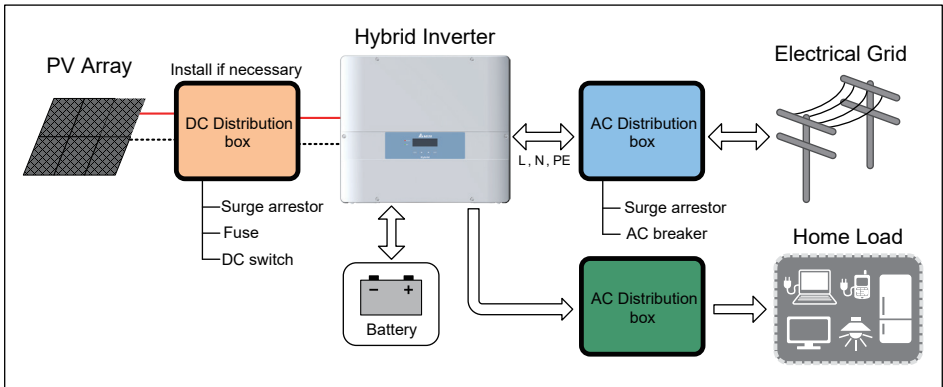 Hybrid Inverter
Electrical Grid
PV Array
Install if necessary
DC Distribution
box
AC Distribution
box
L , N , PE
Surge arrestor
Fuse
DC switch
Surge arrestor
AC breaker
Home Load
AC Distribution
box
− +
Battery